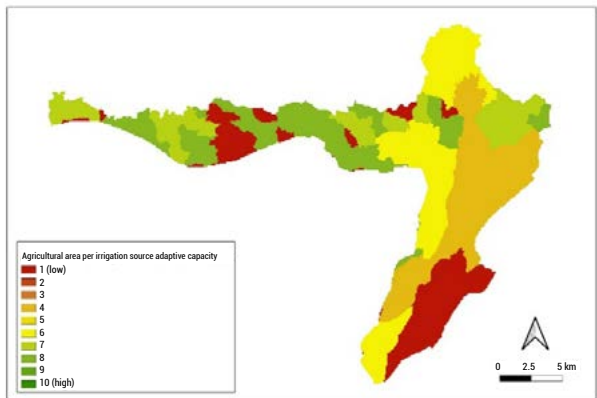 Agricultural area per irrigation source adaptive capacity
1 (low)
2
3
4
5
6
7
8
9
10 (high)
0 2.5 5 km